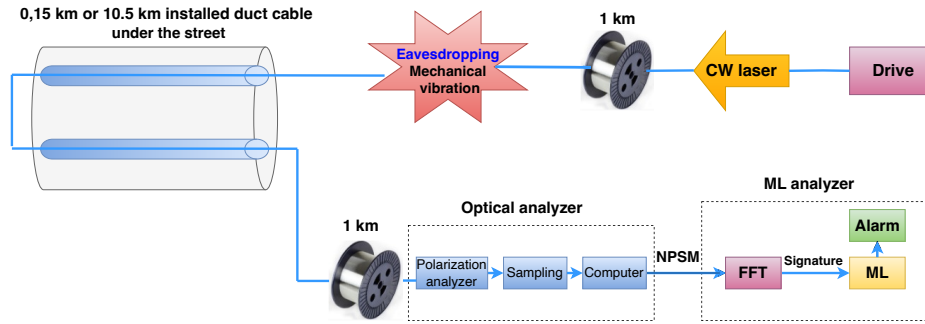 0,15 km or 10.5 km installed duct cable
under the street
Eavesdropping
Mechanical
vibration
1 km
CW laser
Drive
1 km
Optical analyzer
Polarization
analyzer
Sampling
Computer
NPSM
ML analyzer
FFT
Signature
ML
Alarm